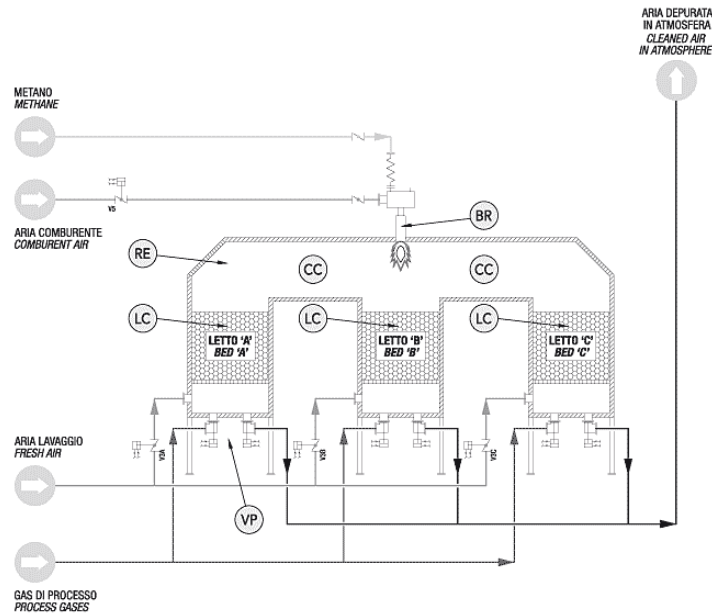 ARIA DEPURATA
IN ATMOSFERA
CLEANED AIR
IN ATMOSPHERE
METANO
METHANE
V5
ARIA COMBURENTE
COMBURENT AIR
BR
RE
CC
CC
LC
LC
LC
LETTO 'A'
BED 'A'
LETTO 'B'
BED 'B'
LETTO 'C'
BED 'C'
ARIA LAVAGGIO
FRESH AIR
V3A
V3B
V3C
VP
GAS DI PROCESSO
PROCESS GASES